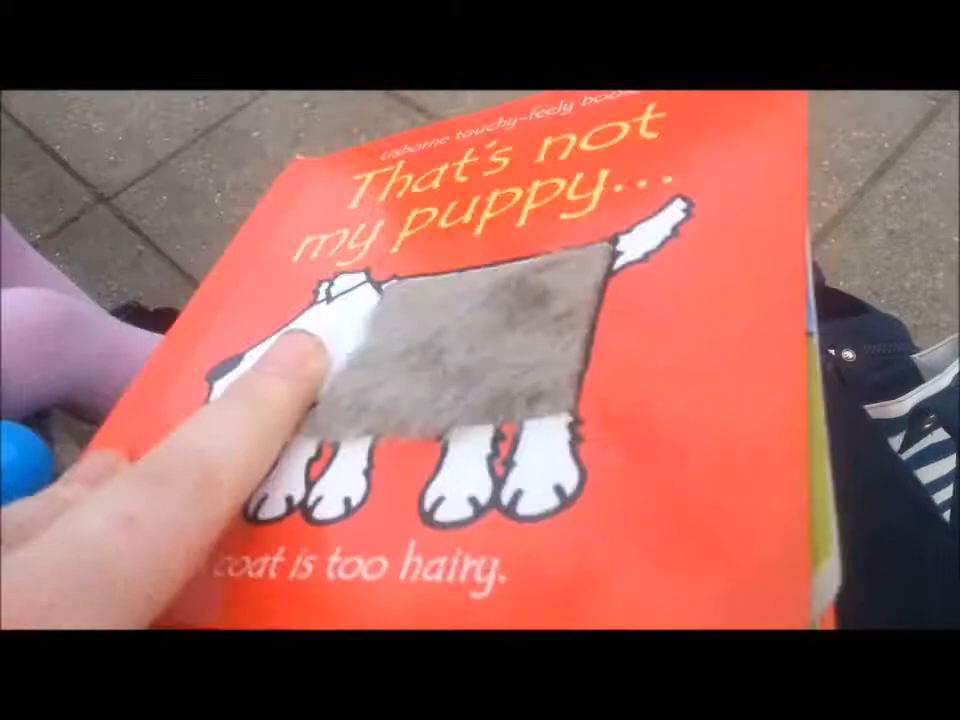 Usborne touchy-feely books
That's not
my puppy...
coat is too hairy.